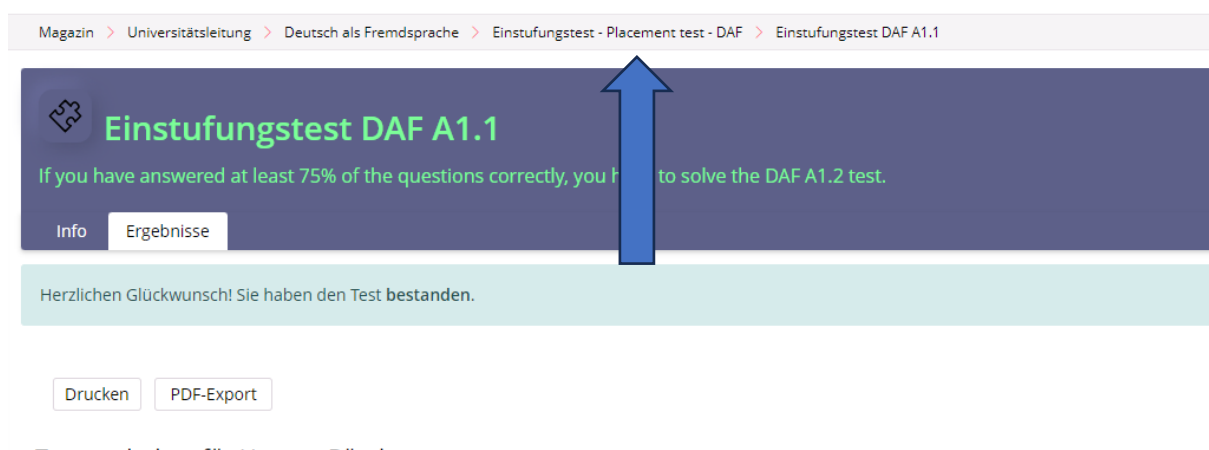 Magazin > Universitätsleitung > Deutsch als Fremdsprache > Einstufungstest - Placement test - DAF > Einstufungstest DAF A1.1
Einstufungstest DAF A1.1
If you have answered at least 75% of the questions correctly, you to solve the DAF A1.2 test.
Info Ergebnisse
Herzlichen Glückwunsch! Sie haben den Test bestanden.
Drucken PDF-Export